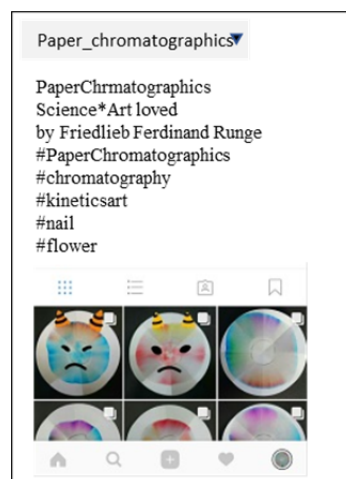 Paper_chromatographics
PaperChrmatographics
Science*Art loved
by Friedlieb Ferdinand Runge
#PaperChromatographics
#chromatography
#kineticsart
#nail
#flower